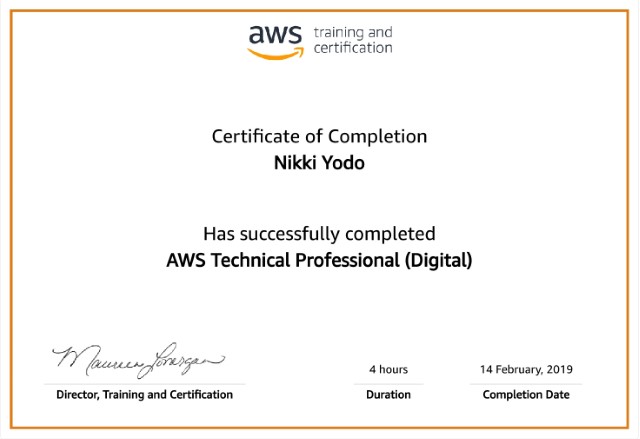 aws training and
certification
Certificate of Completion
Nikki Yodo
Has successfully completed
AWS Technical Professional (Digital)
Maureen Lonergan
4 hours
14 February, 2019
Director, Training and Certification
Duration
Completion Date